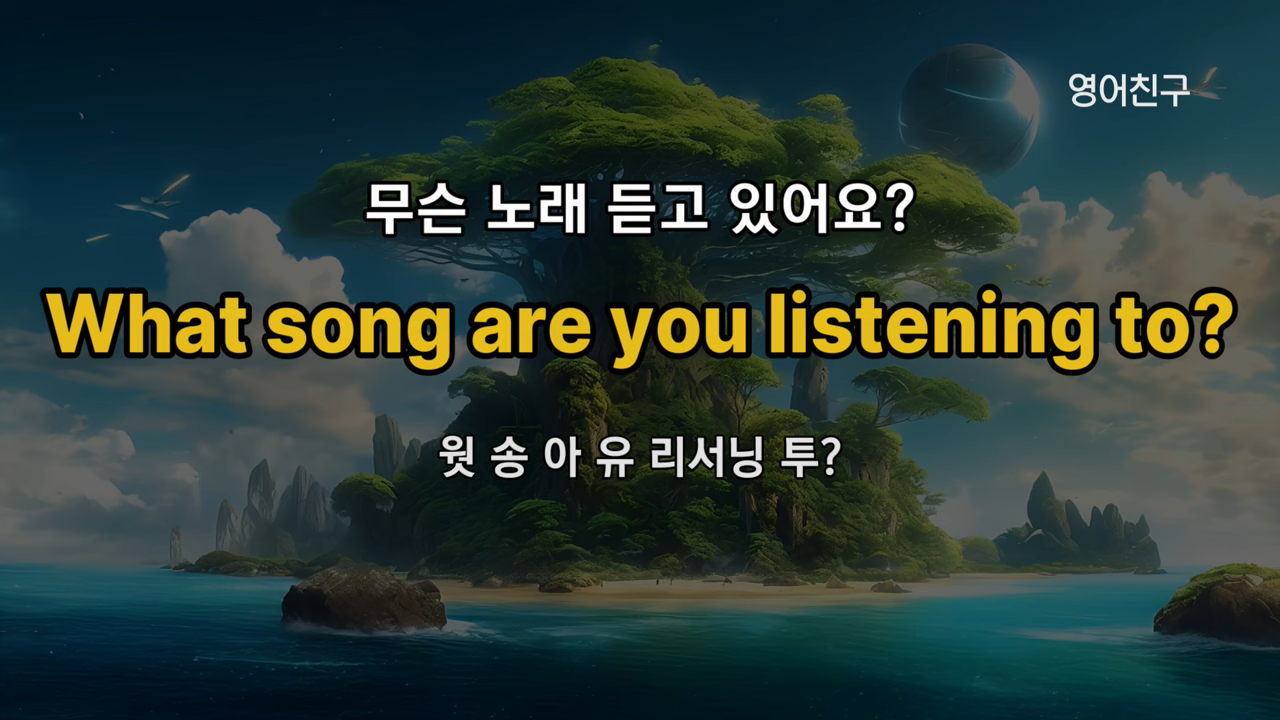 영어친구
무슨 노래 듣고 있어요?
What song are you listening to?
웟 송 아 유 리서닝 투?